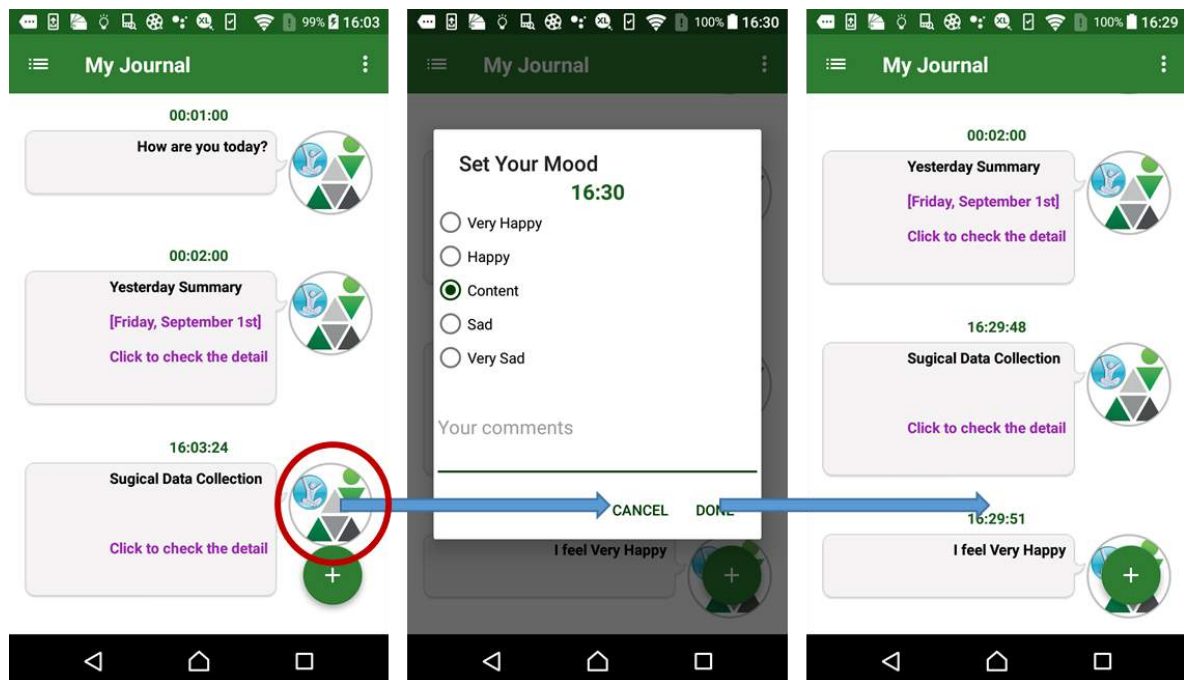 99% 16:03
My Journal
00:01:00
How are you today?
00:02:00
Yesterday Summary
[Friday, September 1st]
Click to check the detail
16:03:24
Sugical Data Collection
Click to check the detail
+
XL
100% 16:30
My Journal
Set Your Mood
16:30
Very Happy
Happy
Content
Sad
Very Sad
Your comments
CANCEL DONE
I feel Very Happy
+
XL
100% 16:29
My Journal
00:02:00
Yesterday Summary
[Friday, September 1st]
Click to check the detail
16:29:48
Sugical Data Collection
Click to check the detail
16:29:51
I feel Very Happy
+